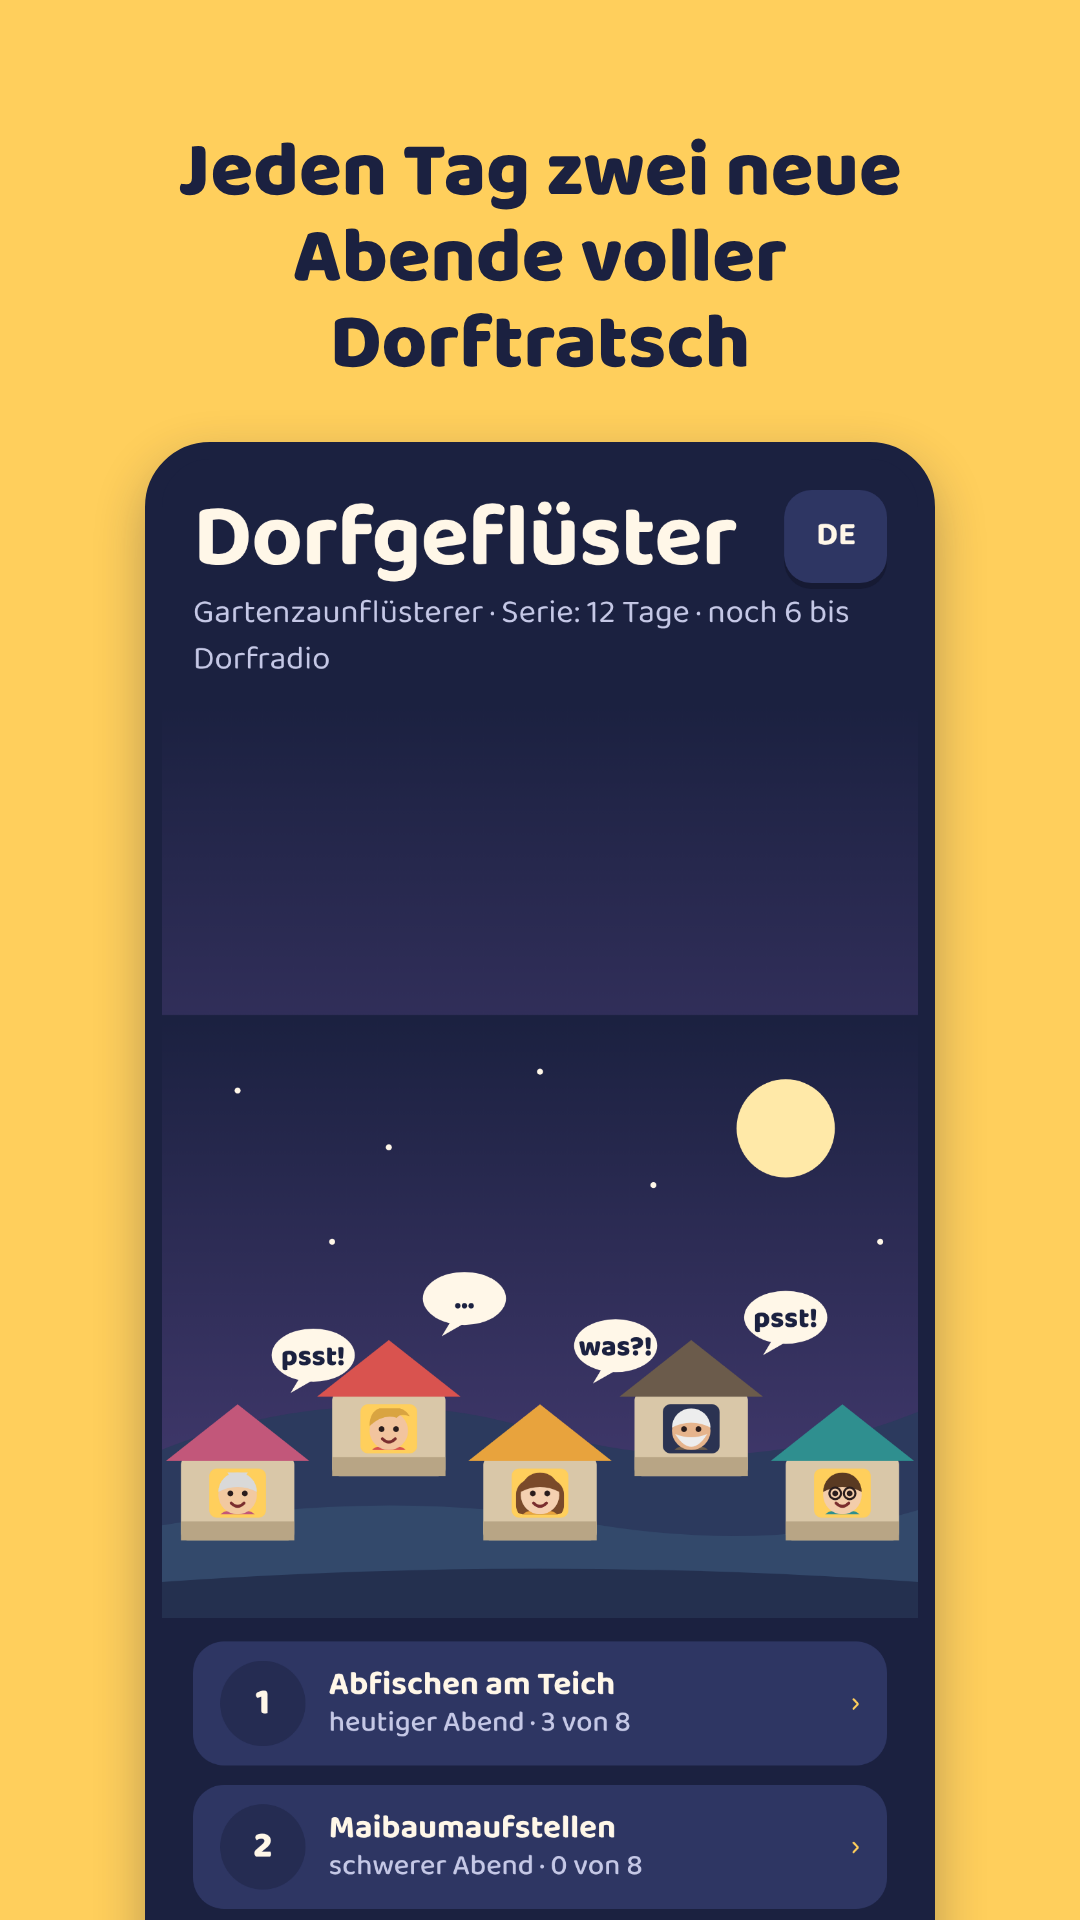 Jeden Tag zwei neue
Abende voller
Dorftratsch
Dorfgeflüster
DE
Gartenzaunflüsterer · Serie: 12 Tage · noch 6 bis
Dorfradio
...
psst!
was?!
psst!
1
Abfischen am Teich
heutiger Abend · 3 von 8
›
2
Maibaumaufstellen
schwerer Abend · 0 von 8
›